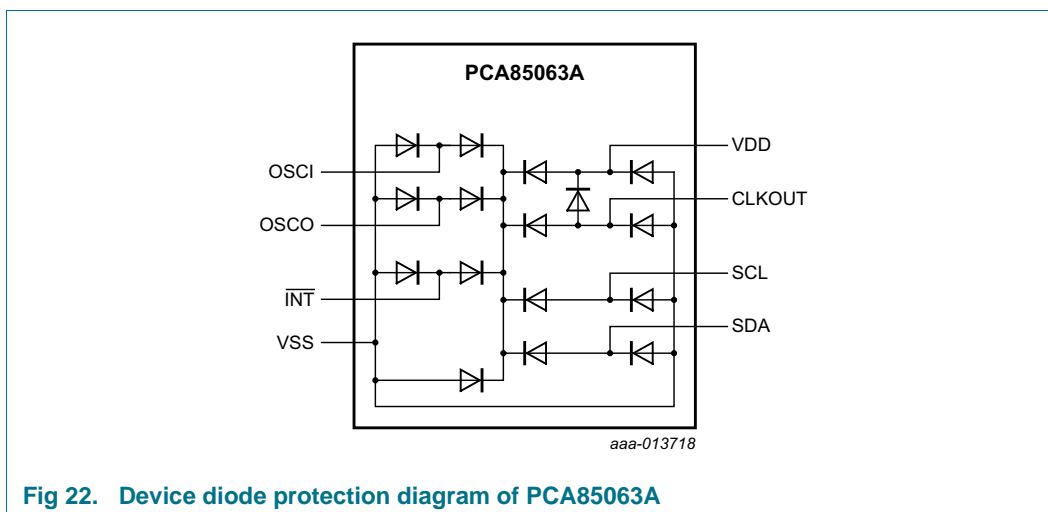 PCA85063A
OSCI
OSCO
INT
VSS
VDD
CLKOUT
SCL
SDA
aaa-013718
Fig 22. Device diode protection diagram of PCA85063A